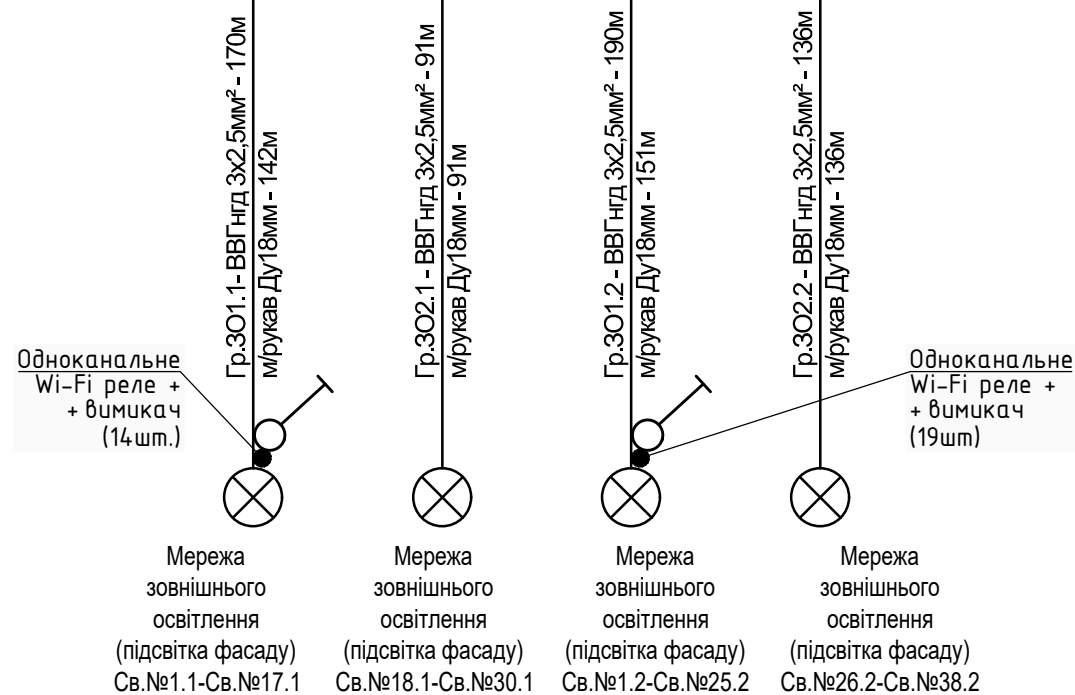 Гр.ЗО1.1- ВВГнгд 3х2,5мм² - 170м
м/рукав Ду18мм - 142м
Гр.ЗО2.1 - ВВГнгд 3х2,5мм² - 91м
м/рукав Ду18мм - 91м
Гр.ЗО1.2 - ВВГнгд 3х2,5мм² - 190м
м/рукав Ду18мм - 151м
Гр.ЗО2.2 - ВВГнгд 3х2,5мм² - 136м
м/рукав Ду18мм - 136м
Одноканальне
Wi-Fi реле +
+ вимикач
(14шт.)
Одноканальне
Wi-Fi реле +
+ вимикач
(19шт)
Мережа
зовнішнього
освітлення
(підсвітка фасаду)
Св.№1.1-Св.№17.1
Мережа
зовнішнього
освітлення
(підсвітка фасаду)
Св.№18.1-Св.№30.1
Мережа
зовнішнього
освітлення
(підсвітка фасаду)
Св.№1.2-Св.№25.2
Мережа
зовнішнього
освітлення
(підсвітка фасаду)
Св.№26.2-Св.№38.2